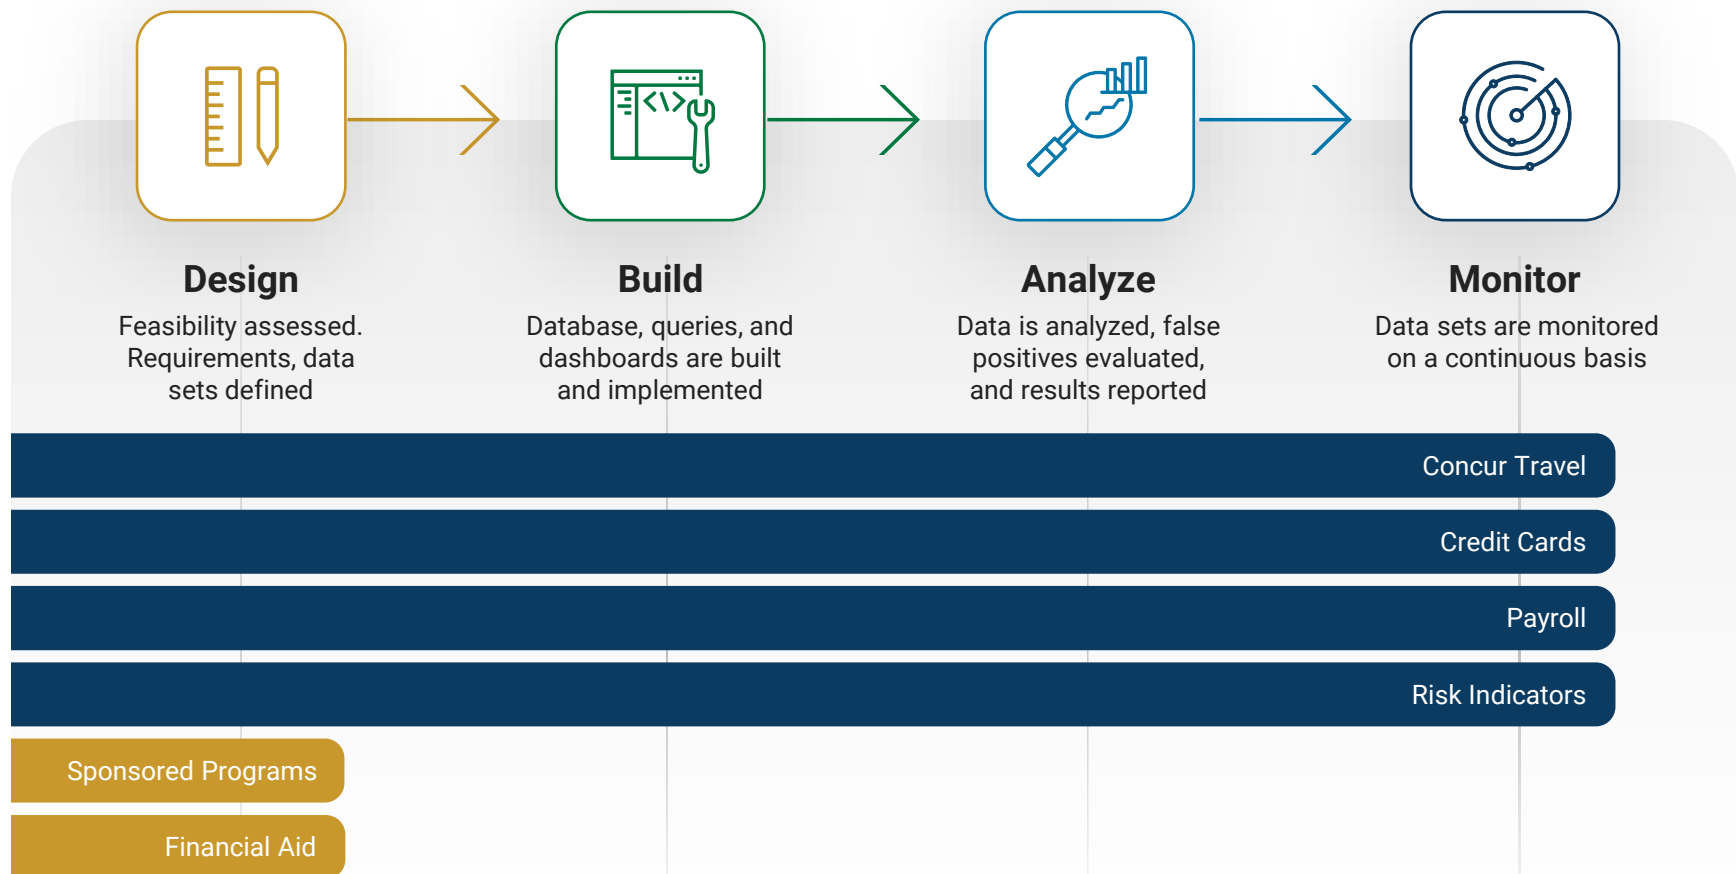 Design
Feasibility assessed.
Requirements, data
sets defined
Build
Database, queries, and
dashboards are built
and implemented
Analyze
Data is analyzed, false
positives evaluated,
and results reported
Monitor
Data sets are monitored
on a continuous basis
Concur Travel
Credit Cards
Payroll
Risk Indicators
Sponsored Programs
Financial Aid